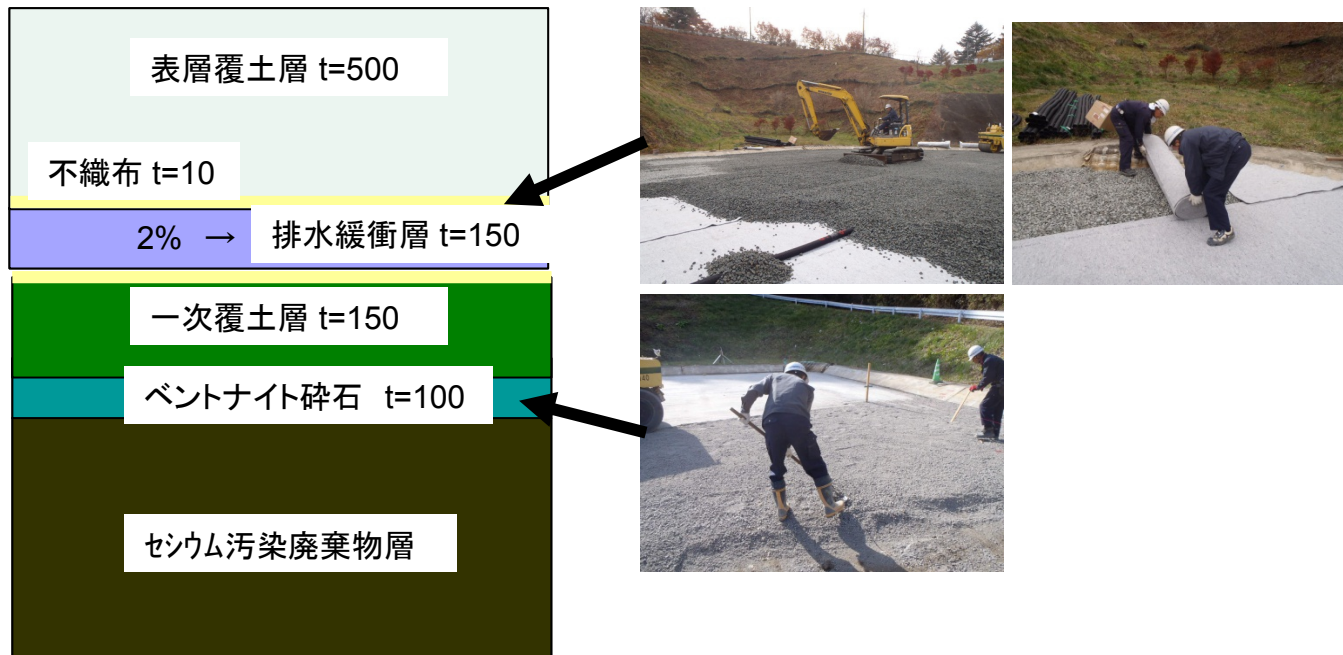 表層覆土層 t=500
不織布 t=10
2% → 排水緩衝層 t=150
一次覆土層 t=150
ベントナイト砕石 t=100
セシウム汚染廃棄物層